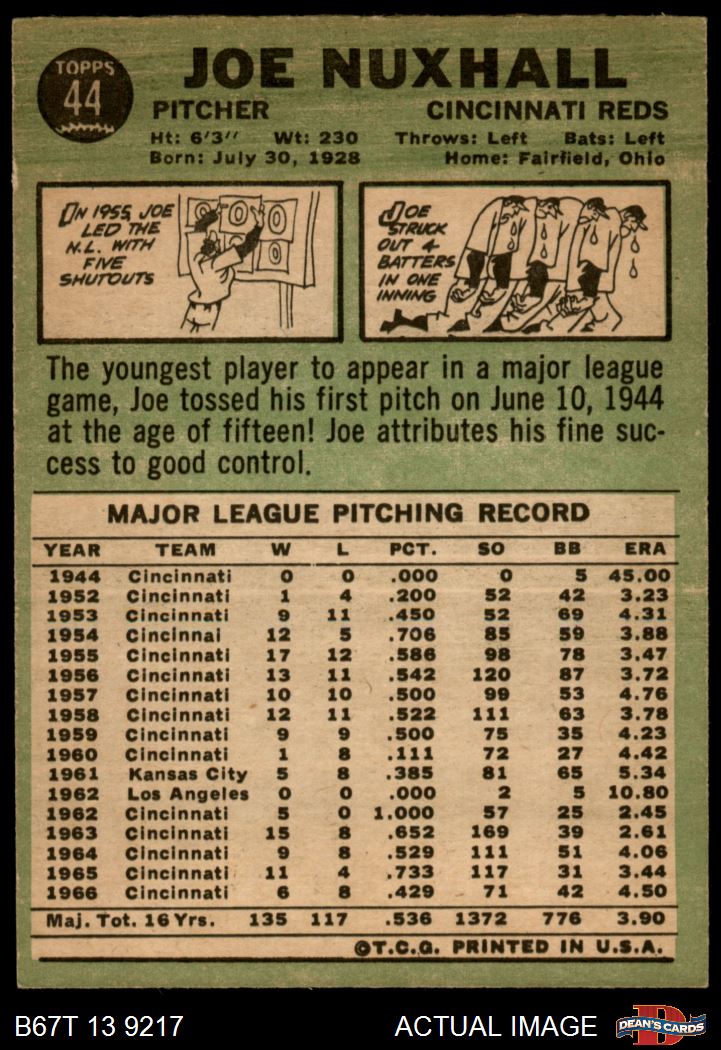 TOPPS
44
JOE NUXHALL
PITCHER CINCINNATI REDS
Ht: 6'3" Wt: 230 Throws: Left Bats: Left
Born: July 30, 1928 Home: Fairfield, Ohio
IN 1955, JOE
LED THE
N.L. WITH
FIVE
SHUTOUTS
0 0 0
0
JOE
STRUCK
OUT 4
BATTERS
IN ONE
INNING
The youngest player to appear in a major league
game, Joe tossed his first pitch on June 10, 1944
at the age of fifteen! Joe attributes his fine suc-
cess to good control.
MAJOR LEAGUE PITCHING RECORD
YEAR TEAM W L PCT. SO BB ERA
1944 Cincinnati 0 0 .000 0 5 45.00
1952 Cincinnati 1 4 .200 52 42 3.23
1953 Cincinnati 9 11 .450 52 69 4.31
1954 Cincinnai 12 5 .706 85 59 3.88
1955 Cincinnati 17 12 .586 98 78 3.47
1956 Cincinnati 13 11 .542 120 87 3.72
1957 Cincinnati 10 10 .500 99 53 4.76
1958 Cincinnati 12 11 .522 111 63 3.78
1959 Cincinnati 9 9 .500 75 35 4.23
1960 Cincinnati 1 8 .111 72 27 4.42
1961 Kansas City 5 8 .385 81 65 5.34
1962 Los Angeles 0 0 .000 2 5 10.80
1962 Cincinnati 5 0 1.000 57 25 2.45
1963 Cincinnati 15 8 .652 169 39 2.61
1964 Cincinnati 9 8 .529 111 51 4.06
1965 Cincinnati 11 4 .733 117 31 3.44
1966 Cincinnati 6 8 .429 71 42 4.50
Maj. Tot. 16 Yrs. 135 117 .536 1372 776 3.90
©T.C.G. PRINTED IN U.S.A.
B67T 13 9217 ACTUAL IMAGE
D
DEAN'S CARDS